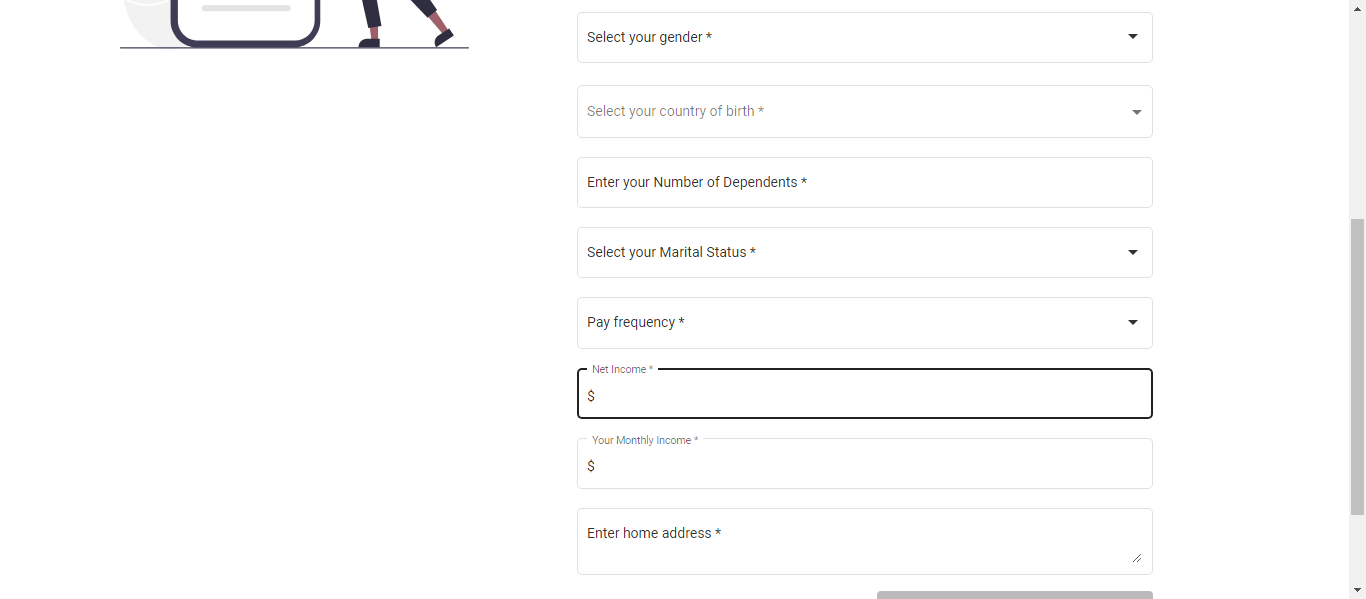 Select your gender *
Select your country of birth *
Enter your Number of Dependents *
Select your Marital Status *
Pay frequency *
Net Income *
$
Your Monthly Income *
$
Enter home address *